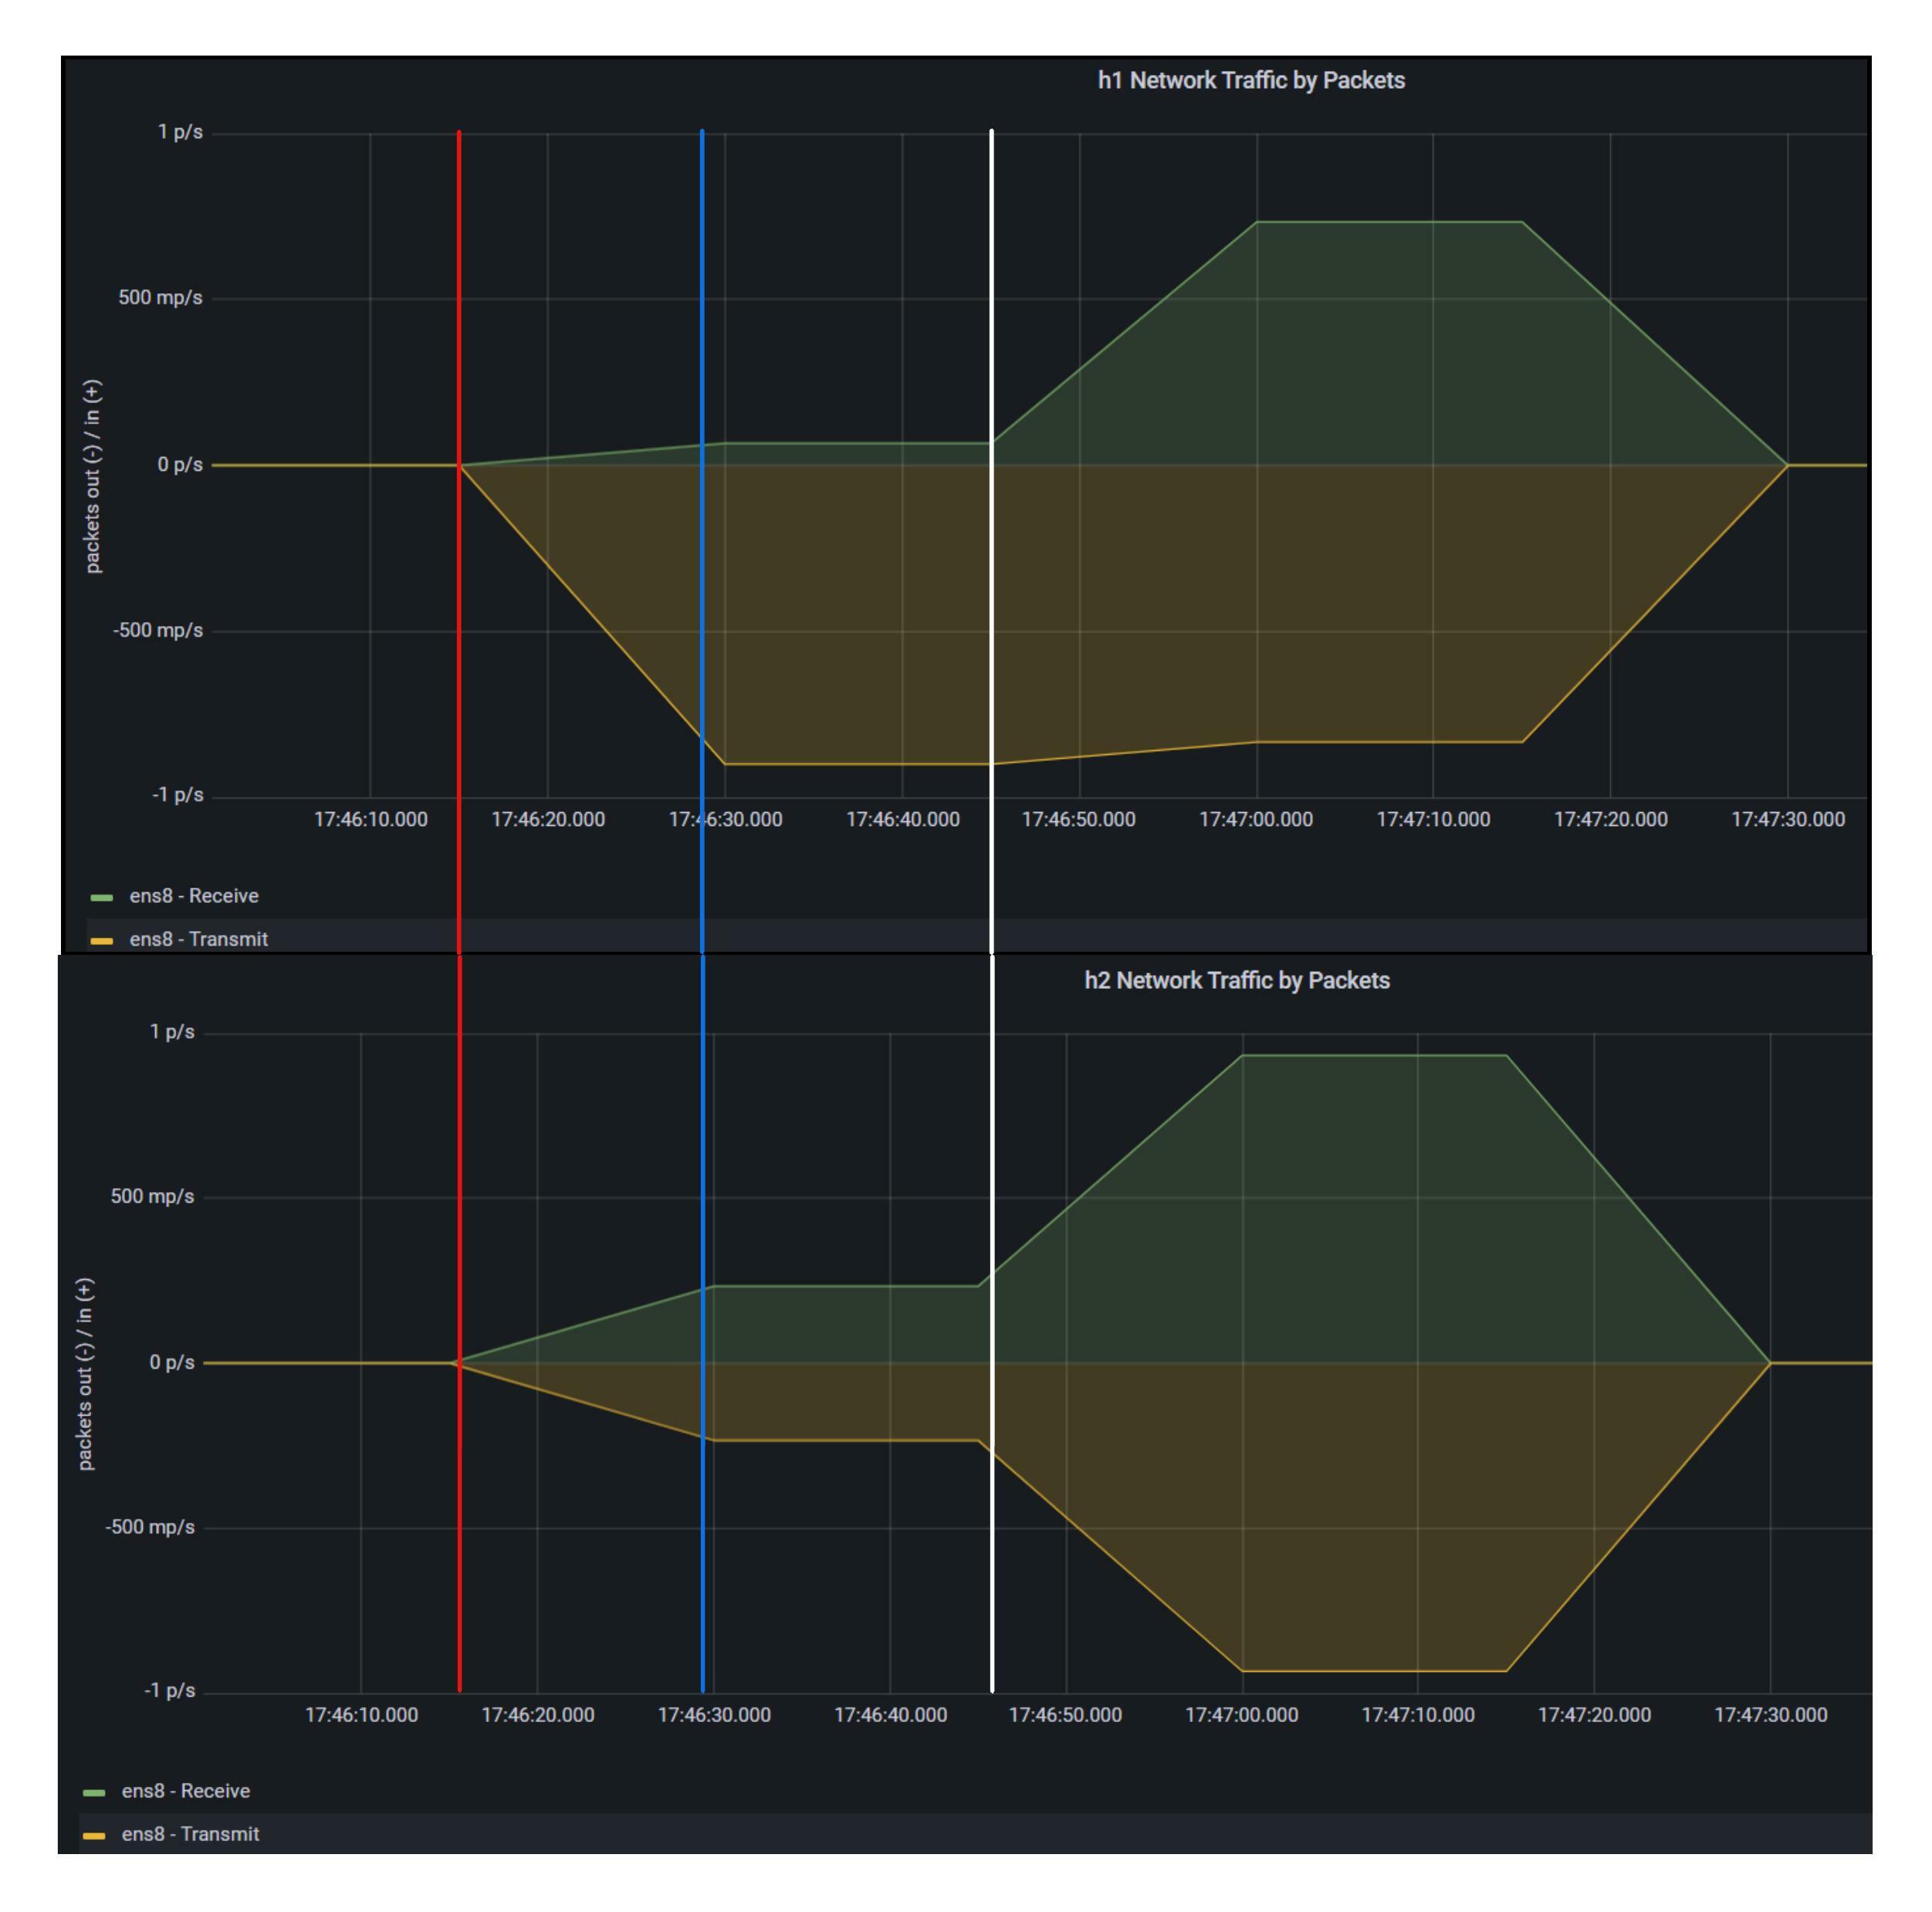 h1 Network Traffic by Packets
1 p/s
500 mp/s
0 p/s
-500 mp/s
-1 p/s
packets out (-) / in (+)
17:46:10.000 17:46:20.000 17:46:30.000 17:46:40.000 17:46:50.000 17:47:00.000 17:47:10.000 17:47:20.000 17:47:30.000
ens8 - Receive
ens8 - Transmit
h2 Network Traffic by Packets
1 p/s
500 mp/s
0 p/s
-500 mp/s
-1 p/s
packets out (-) / in (+)
17:46:10.000 17:46:20.000 17:46:30.000 17:46:40.000 17:46:50.000 17:47:00.000 17:47:10.000 17:47:20.000 17:47:30.000
ens8 - Receive
ens8 - Transmit